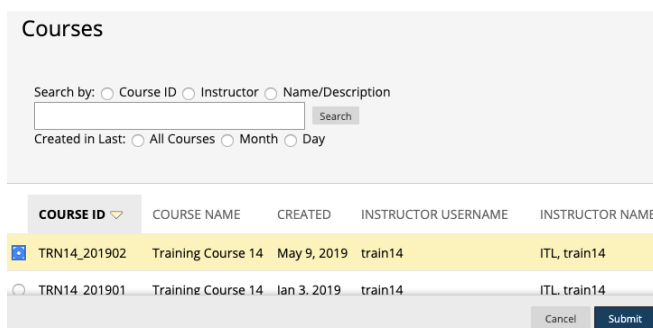 Courses
Search by: Course ID Instructor Name/Description
Search
Created in Last: All Courses Month Day
COURSE ID COURSE NAME CREATED INSTRUCTOR USERNAME INSTRUCTOR NAME
TRN14_201902 Training Course 14 May 9, 2019 train14 ITL, train14
TRN14_201901 Training Course 14 Jan 3, 2019 train14 ITL, train14
Cancel Submit